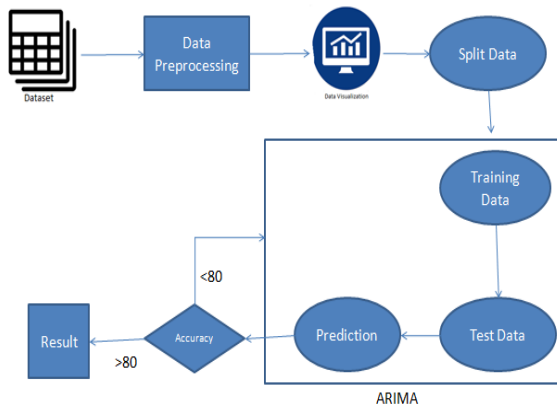 Dataset
Data
Preprocessing
Data Visualization
Split Data
Training
Data
Test Data
Prediction
Accuracy
<80
>80
Result
ARIMA